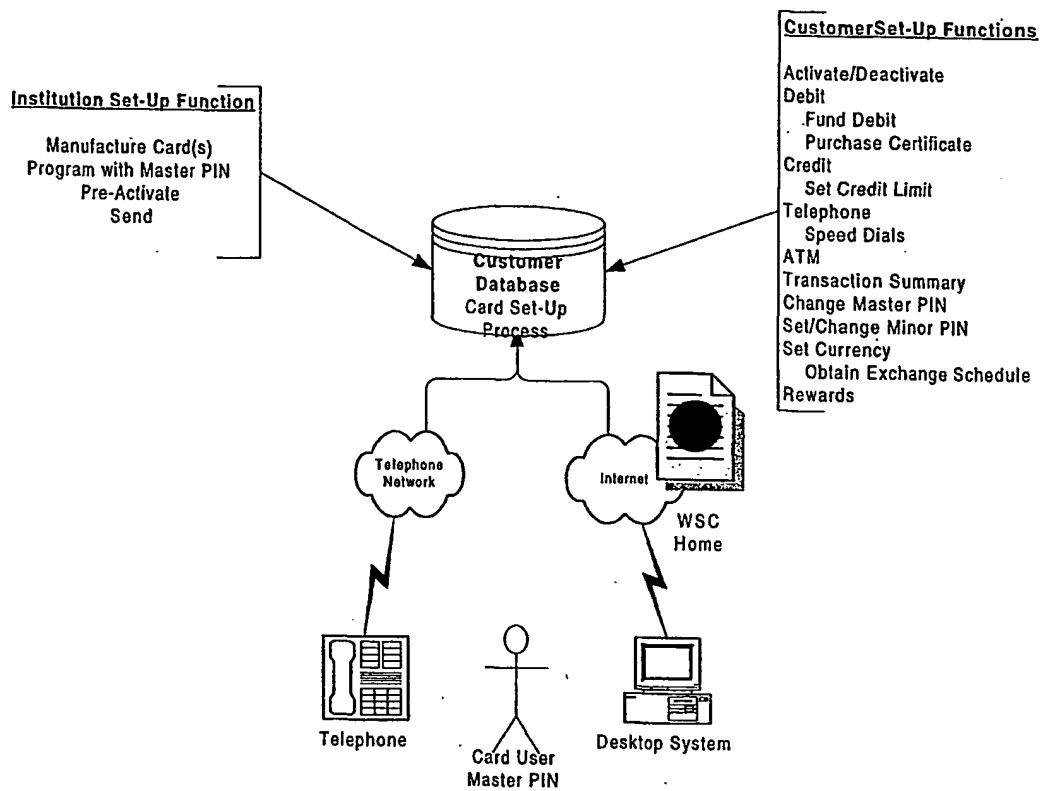 Institution Set-Up Function
Manufacture Card(s)
Program with Master PIN
Pre-Activate
Send
CustomerSet-Up Functions
Activate/Deactivate
Debit
Fund Debit
Purchase Certificate
Credit
Set Credit Limit
Telephone
Speed Dials
ATM
Transaction Summary
Change Master PIN
Set/Change Minor PIN
Set Currency
Obtain Exchange Schedule
Rewards
Customer
Database
Card Set-Up
Process
Telephone
Network
Internet
WSC
Home
Telephone
Card User
Master PIN
Desktop System